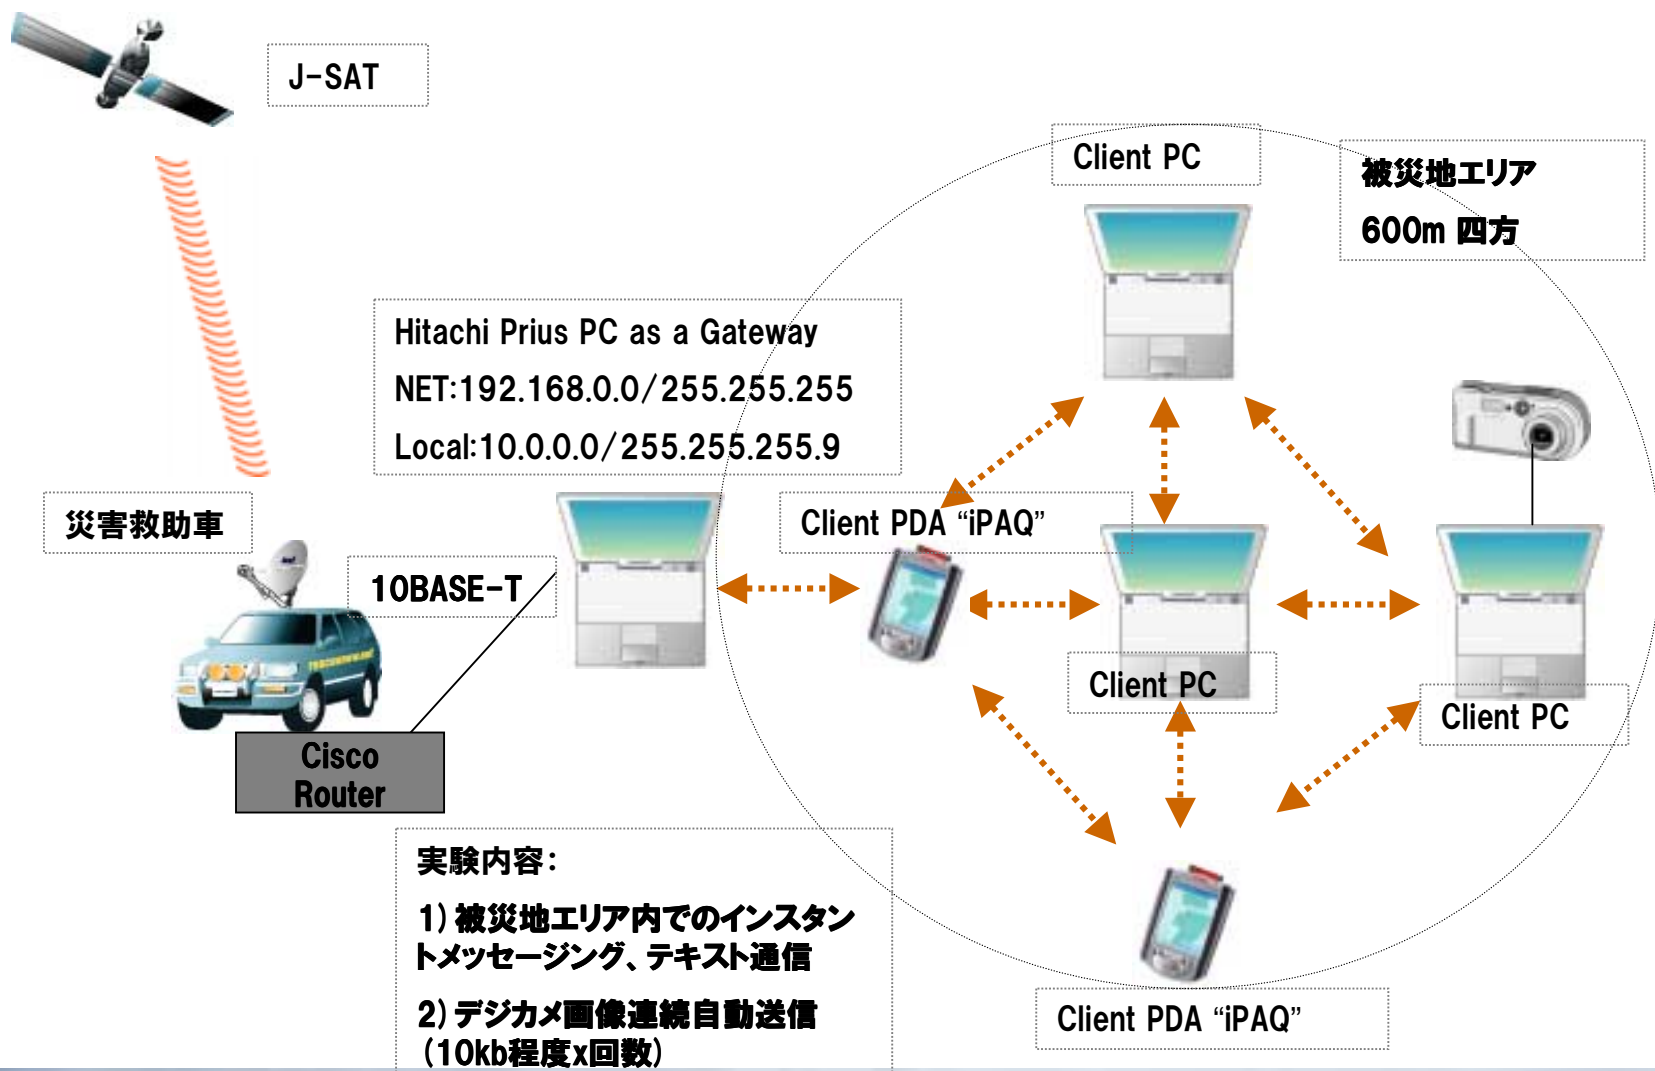 J-SAT
Client PC
被災地エリア
600m 四方
Hitachi Prius PC as a Gateway
NET:192.168.0.0/255.255.255
Local:10.0.0.0/255.255.255.9
災害救助車
10BASE-T
Client PDA “iPAQ”
Client PC
Client PC
Cisco
Router
実験内容:
1) 被災地エリア内でのインスタン
トメッセージング、テキスト通信
2) デジカメ画像連続自動送信
(10kb程度x回数)
Client PDA “iPAQ”